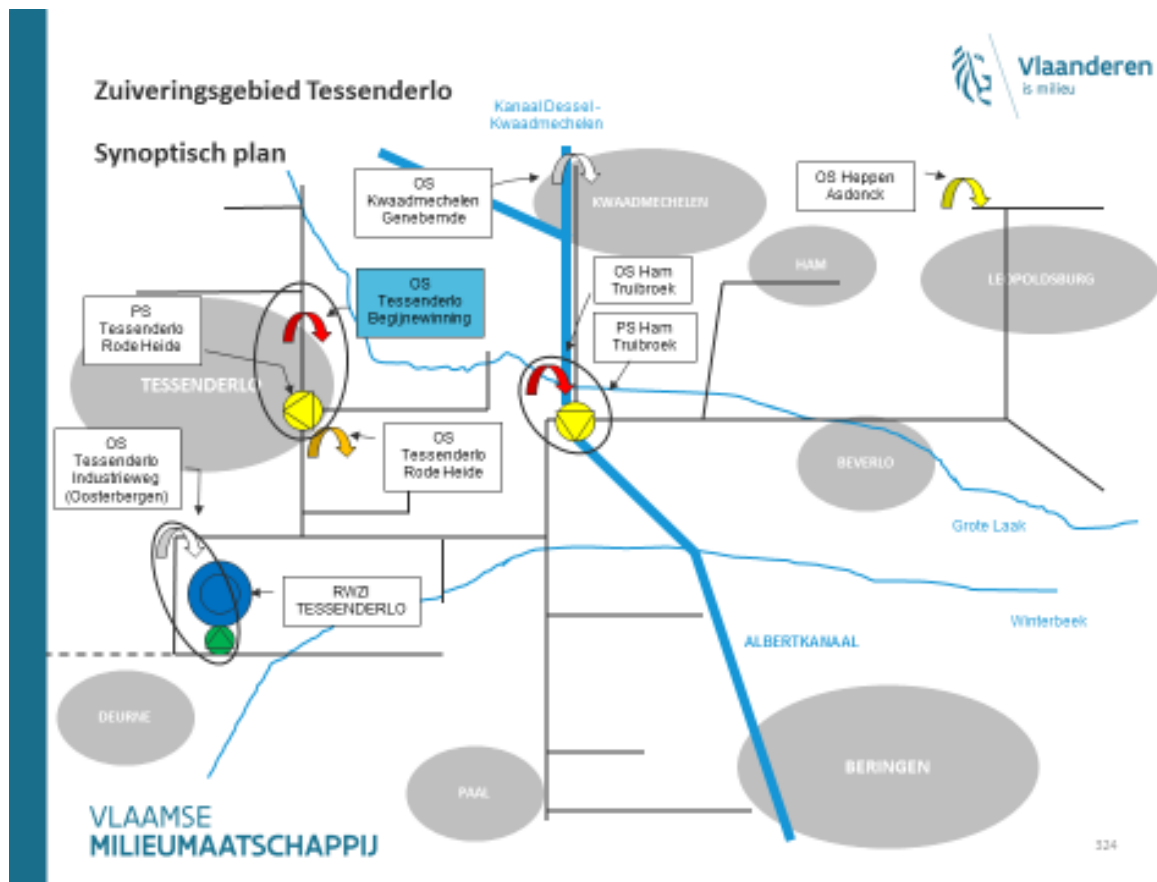 Zuiveringsgebied Tessenderlo
Synoptisch plan
Vlaanderen
is milieu
Kanaal Dessel -
Kwaadmechelen
OS
Kwaadmechelen
Genebemde
KWAADMECHELEN
OS Heppen
Asdonck
HAM
LEOPOLDSBURG
OS
Tessenderlo
Begijnewinning
OS Ham
Truibroek
PS
Tessenderlo
Rode Heide
PS Ham
Truibroek
TESSENDERLO
OS
Tessenderlo
Industrieweg
(Oosterbergen)
OS
Tessenderlo
Rode Heide
BEVERLO
Grote Laak
RWZI
TESSENDERLO
Winterbeek
ALBERTKANAAL
DEURNE
PAAL
BERINGEN
VLAAMSE
MILIEUMAATSCHAPPIJ
324